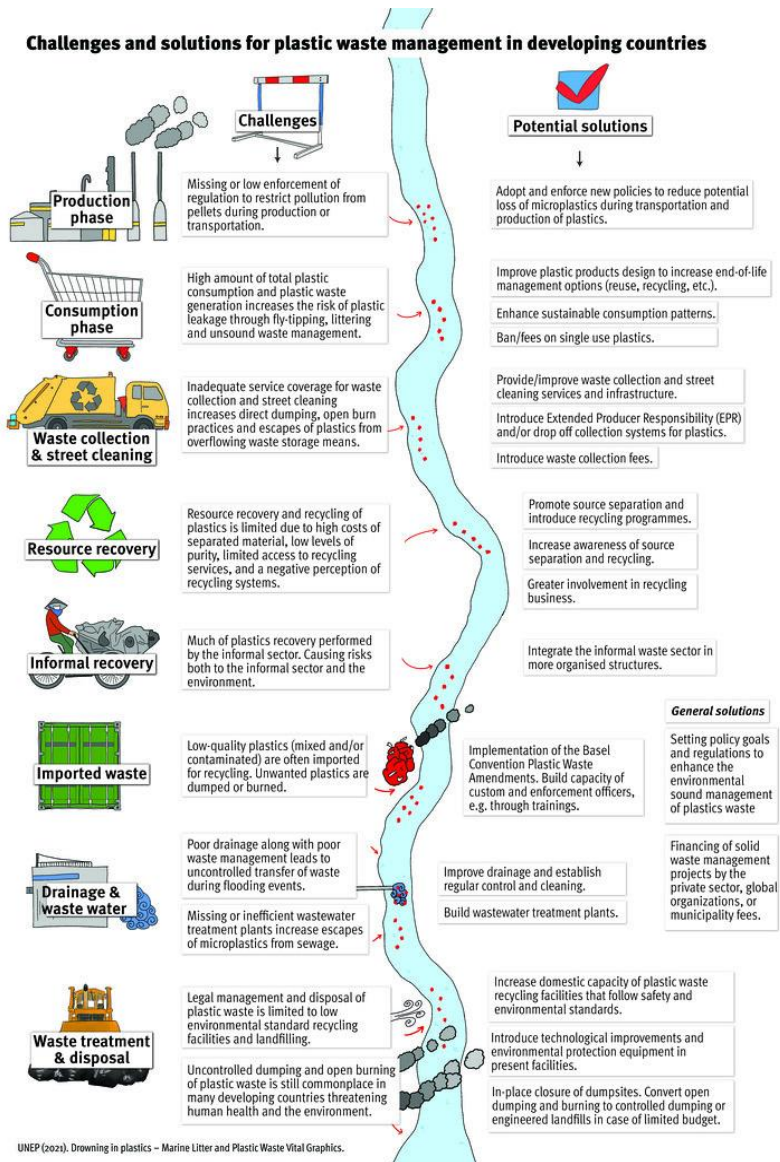 Challenges and solutions for plastic waste management in developing countries
Challenges
Potential solutions
Production
phase
Missing or low enforcement of
regulation to restrict pollution from
pellets during production or
transportation.
Adopt and enforce new policies to reduce potential
loss of microplastics during transportation and
production of plastics.
Consumption
phase
High amount of total plastic
consumption and plastic waste
generation increases the risk of plastic
leakage through fly-tipping, littering
and unsound waste management.
Improve plastic products design to increase end-of-life
management options (reuse, recycling, etc.).
Enhance sustainable consumption patterns.
Ban/fees on single use plastics.
Waste collection
& street cleaning
Inadequate service coverage for waste
collection and street cleaning
increases direct dumping, open burn
practices and escapes of plastics from
overflowing waste storage means.
Provide/improve waste collection and street
cleaning services and infrastructure.
Introduce Extended Producer Responsibility (EPR)
and/or drop off collection systems for plastics.
Introduce waste collection fees.
Resource recovery
Resource recovery and recycling of
plastics is limited due to high costs of
separated material, low levels of
purity, limited access to recycling
services, and a negative perception of
recycling systems.
Promote source separation and
introduce recycling programmes.
Increase awareness of source
separation and recycling.
Greater involvement in recycling
business.
Informal recovery
Much of plastics recovery performed
by the informal sector. Causing risks
both to the informal sector and the
environment.
Integrate the informal waste sector in
more organised structures.
Imported waste
Low-quality plastics (mixed and/or
contaminated) are often imported
for recycling. Unwanted plastics are
dumped or burned.
Implementation of the Basel
Convention Plastic Waste
Amendments. Build capacity of
custom and enforcement officers,
e.g. through trainings.
General solutions
Setting policy goals
and regulations to
enhance the
environmental
sound management
of plastics waste
Financing of solid
waste management
projects by the
private sector, global
organizations, or
municipality fees.
Drainage &
waste water
Poor drainage along with poor
waste management leads to
uncontrolled transfer of waste
during flooding events.
Missing or inefficient wastewater
treatment plants increase escapes
of microplastics from sewage.
Improve drainage and establish
regular control and cleaning.
Build wastewater treatment plants.
Waste treatment
& disposal
Legal management and disposal of
plastic waste is limited to low
environmental standard recycling
facilities and landfilling.
Uncontrolled dumping and open burning
of plastic waste is still commonplace in
many developing countries threatening
human health and the environment.
Increase domestic capacity of plastic waste
recycling facilities that follow safety and
environmental standards.
Introduce technological improvements and
environmental protection equipment in
present facilities.
In-place closure of dumpsites. Convert open
dumping and burning to controlled dumping or
engineered landfills in case of limited budget.
UNEP (2021). Drowning in plastics – Marine Litter and Plastic Waste Vital Graphics.